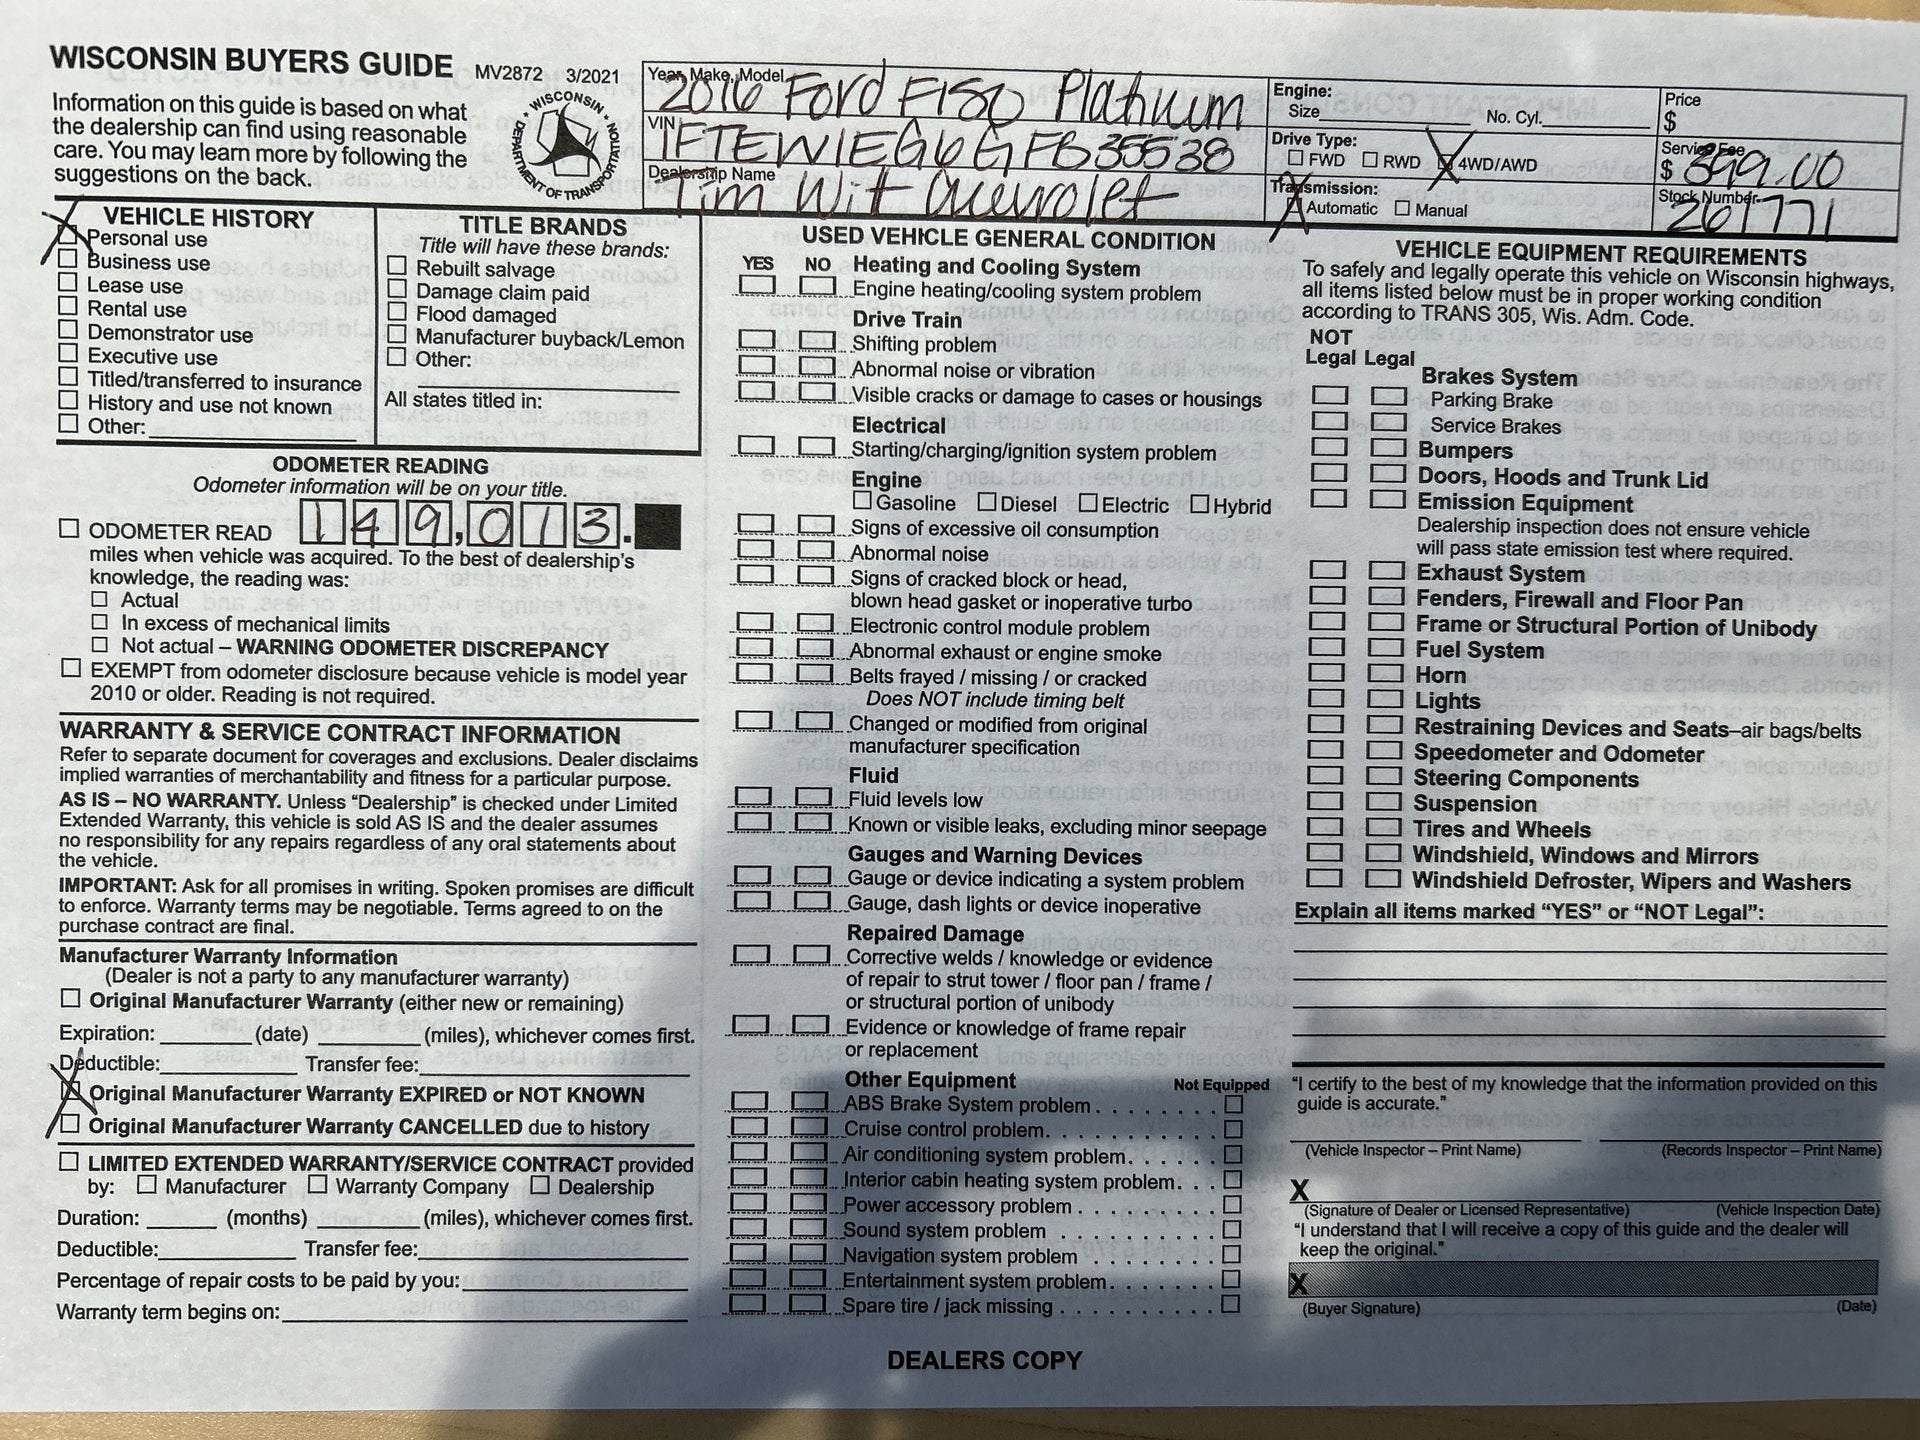 WISCONSIN BUYERS GUIDE MV2872 3/2021
Information on this guide is based on what
the dealership can find using reasonable
care. You may learn more by following the
suggestions on the back.
WISCONSIN
DEPARTMENT OF TRANSPORTATION
Year, Make, Model 2016 Ford F150 Platinum
VIN 1FTEW1EG6GFB35538
Dealership Name Tim Wit Chevrolet
Engine:
Size No. Cyl.
Drive Type:
FWD RWD 4WD/AWD
Transmission:
Automatic Manual
Price
$
Service Fee
$ 399.00
Stock Number
261771
VEHICLE HISTORY
Personal use
Business use
Lease use
Rental use
Demonstrator use
Executive use
Titled/transferred to insurance
History and use not known
Other:
TITLE BRANDS
Title will have these brands:
Rebuilt salvage
Damage claim paid
Flood damaged
Manufacturer buyback/Lemon
Other:
All states titled in:
ODOMETER READING
Odometer information will be on your title.
ODOMETER READ 149,013.
miles when vehicle was acquired. To the best of dealership's
knowledge, the reading was:
Actual
In excess of mechanical limits
Not actual – WARNING ODOMETER DISCREPANCY
EXEMPT from odometer disclosure because vehicle is model year
2010 or older. Reading is not required.
WARRANTY & SERVICE CONTRACT INFORMATION
Refer to separate document for coverages and exclusions. Dealer disclaims
implied warranties of merchantability and fitness for a particular purpose.
AS IS – NO WARRANTY. Unless "Dealership" is checked under Limited
Extended Warranty, this vehicle is sold AS IS and the dealer assumes
no responsibility for any repairs regardless of any oral statements about
the vehicle.
IMPORTANT: Ask for all promises in writing. Spoken promises are difficult
to enforce. Warranty terms may be negotiable. Terms agreed to on the
purchase contract are final.
Manufacturer Warranty Information
(Dealer is not a party to any manufacturer warranty)
Original Manufacturer Warranty (either new or remaining)
Expiration: (date) (miles), whichever comes first.
Deductible: Transfer fee:
Original Manufacturer Warranty EXPIRED or NOT KNOWN
Original Manufacturer Warranty CANCELLED due to history
LIMITED EXTENDED WARRANTY/SERVICE CONTRACT provided
by: Manufacturer Warranty Company Dealership
Duration: (months) (miles), whichever comes first.
Deductible: Transfer fee:
Percentage of repair costs to be paid by you:
Warranty term begins on:
USED VEHICLE GENERAL CONDITION
YES NO Heating and Cooling System
Engine heating/cooling system problem
Drive Train
Shifting problem
Abnormal noise or vibration
Visible cracks or damage to cases or housings
Electrical
Starting/charging/ignition system problem
Engine
Gasoline Diesel Electric Hybrid
Signs of excessive oil consumption
Abnormal noise
Signs of cracked block or head,
blown head gasket or inoperative turbo
Electronic control module problem
Abnormal exhaust or engine smoke
Belts frayed / missing / or cracked
Does NOT include timing belt
Changed or modified from original
manufacturer specification
Fluid
Fluid levels low
Known or visible leaks, excluding minor seepage
Gauges and Warning Devices
Gauge or device indicating a system problem
Gauge, dash lights or device inoperative
Repaired Damage
Corrective welds / knowledge or evidence
of repair to strut tower / floor pan / frame /
or structural portion of unibody
Evidence or knowledge of frame repair
or replacement
Other Equipment Not Equipped
ABS Brake System problem
Cruise control problem
Air conditioning system problem
Interior cabin heating system problem
Power accessory problem
Sound system problem
Navigation system problem
Entertainment system problem
Spare tire / jack missing
VEHICLE EQUIPMENT REQUIREMENTS
To safely and legally operate this vehicle on Wisconsin highways,
all items listed below must be in proper working condition
according to TRANS 305, Wis. Adm. Code.
NOT
Legal Legal
Brakes System
Parking Brake
Service Brakes
Bumpers
Doors, Hoods and Trunk Lid
Emission Equipment
Dealership inspection does not ensure vehicle
will pass state emission test where required.
Exhaust System
Fenders, Firewall and Floor Pan
Frame or Structural Portion of Unibody
Fuel System
Horn
Lights
Restraining Devices and Seats–air bags/belts
Speedometer and Odometer
Steering Components
Suspension
Tires and Wheels
Windshield, Windows and Mirrors
Windshield Defroster, Wipers and Washers
Explain all items marked "YES" or "NOT Legal":
"I certify to the best of my knowledge that the information provided on this
guide is accurate."
(Vehicle Inspector – Print Name) (Records Inspector – Print Name)
X
(Signature of Dealer or Licensed Representative) (Vehicle Inspection Date)
"I understand that I will receive a copy of this guide and the dealer will
keep the original."
X
(Buyer Signature) (Date)
DEALERS COPY